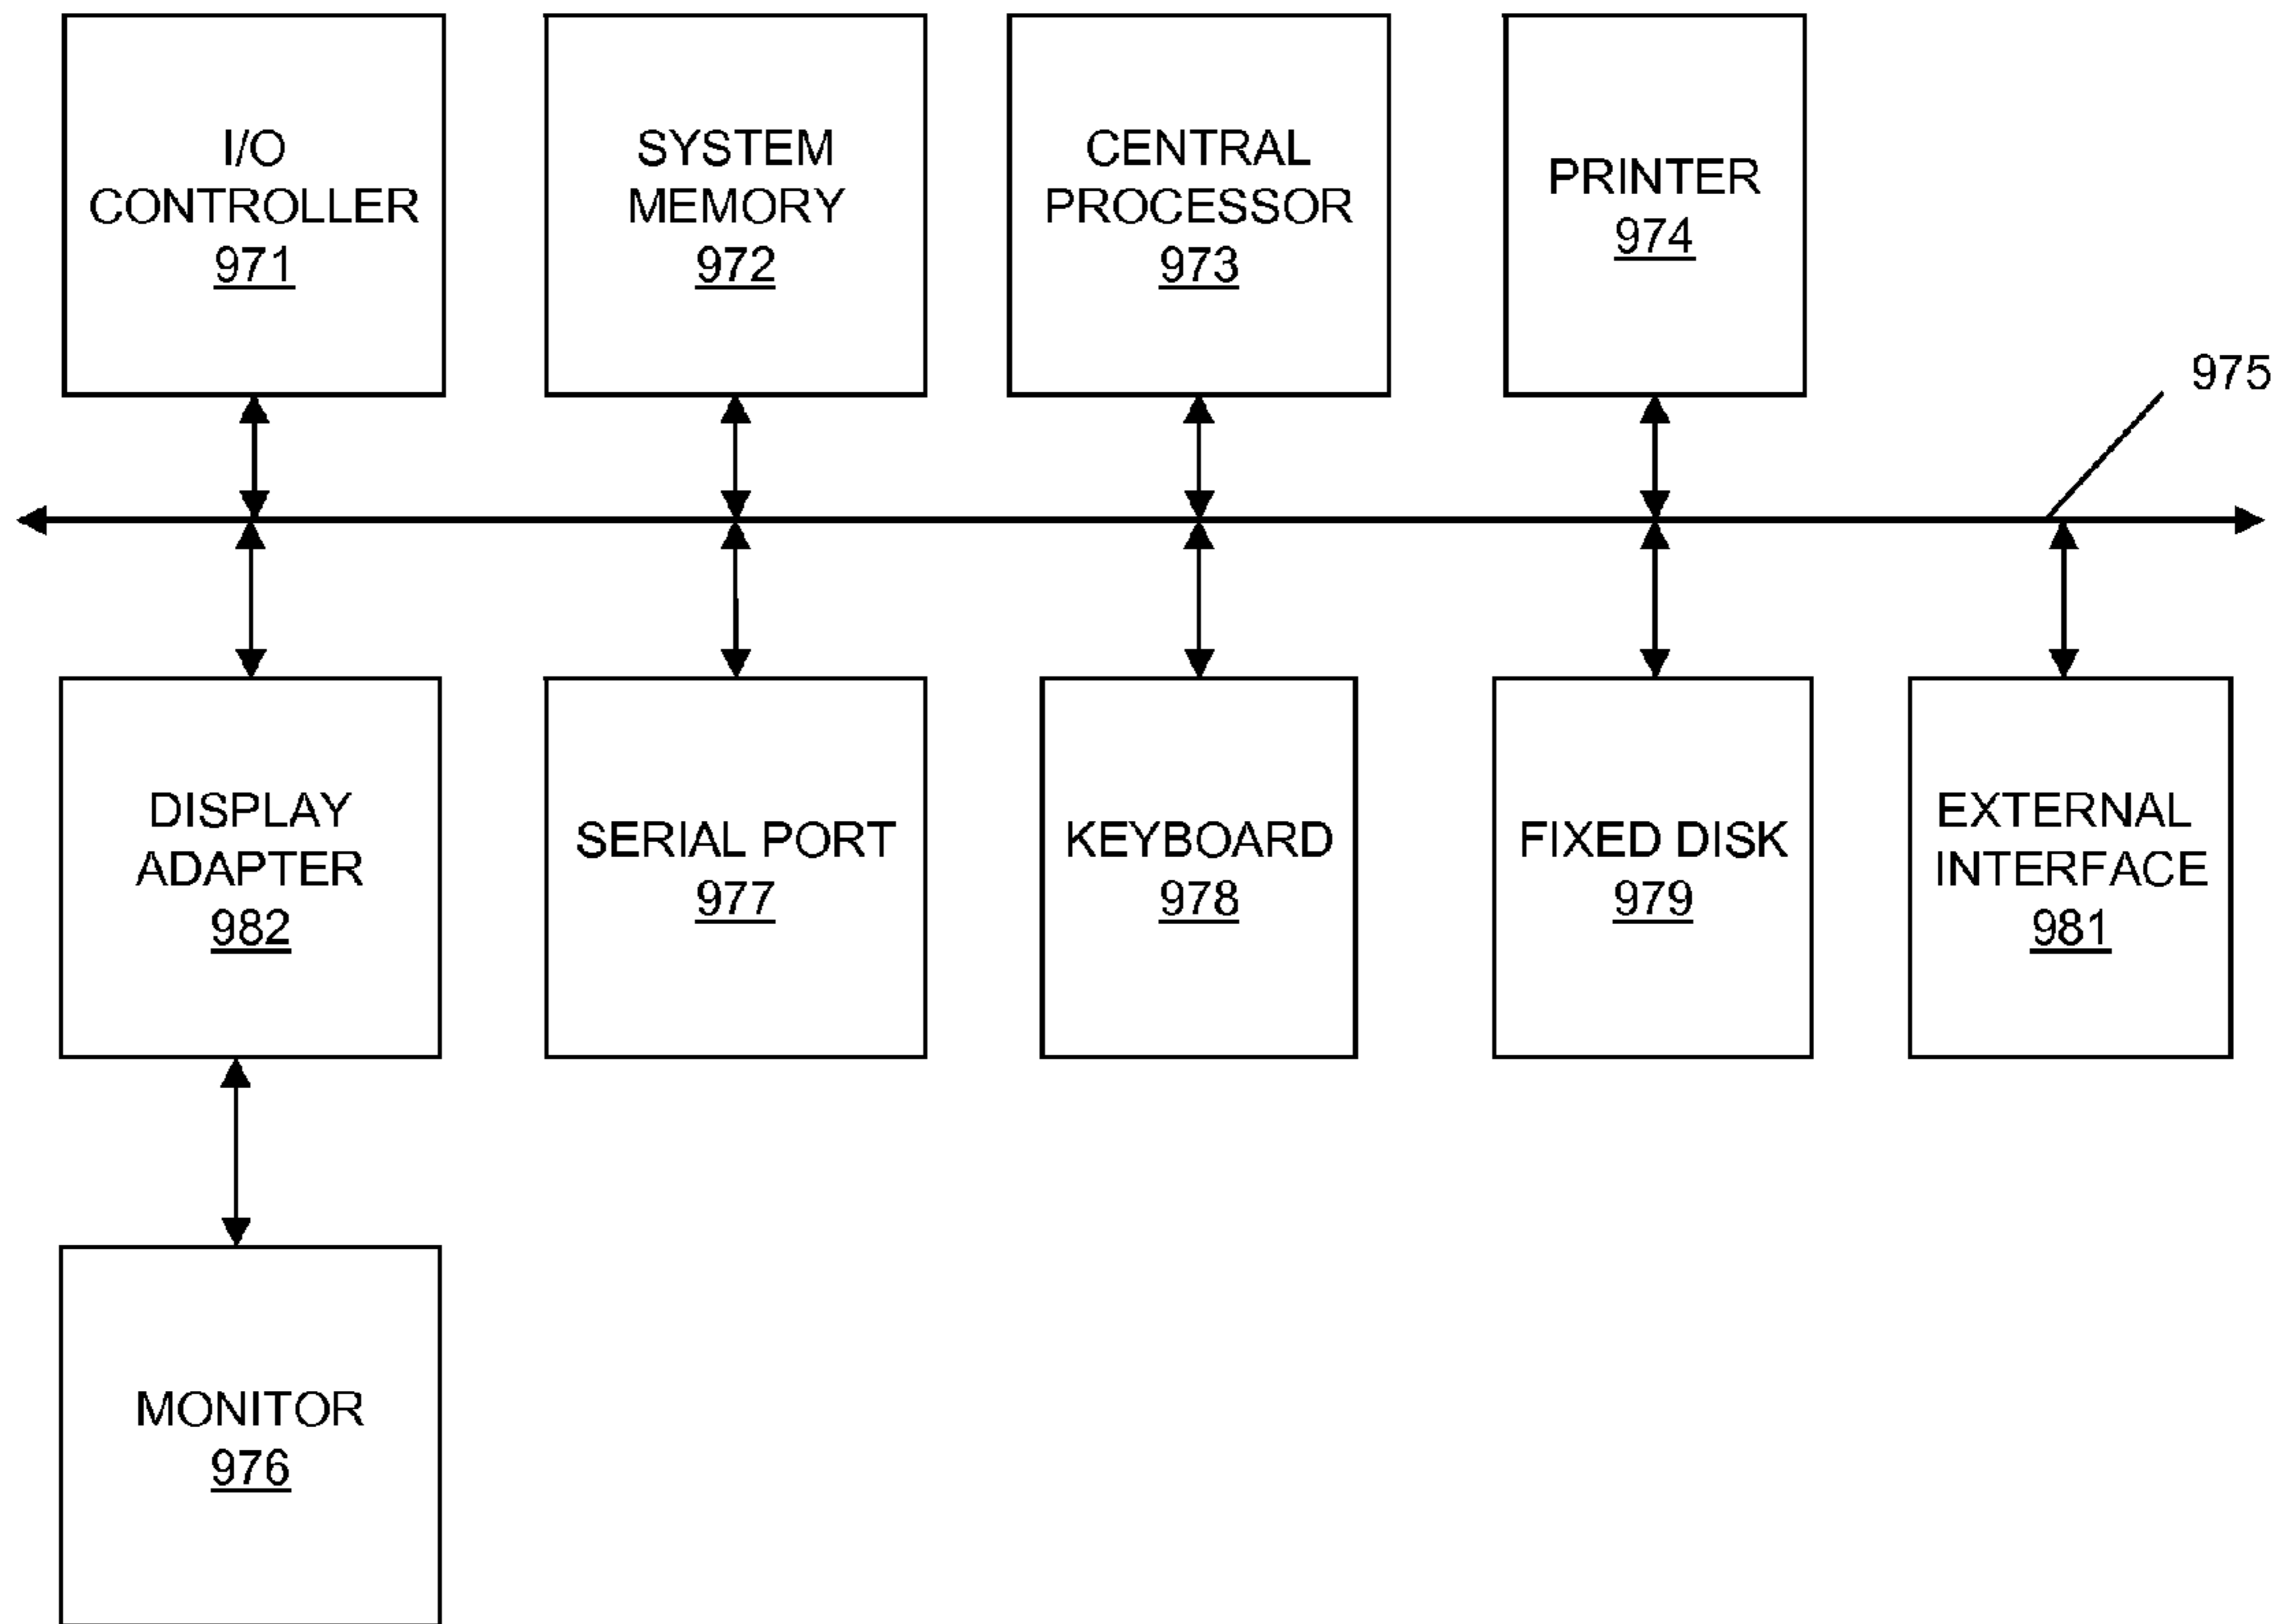 I/O
CONTROLLER
971
SYSTEM
MEMORY
972
CENTRAL
PROCESSOR
973
PRINTER
974
975
DISPLAY
ADAPTER
982
SERIAL PORT
977
KEYBOARD
978
FIXED DISK
979
EXTERNAL
INTERFACE
981
MONITOR
976